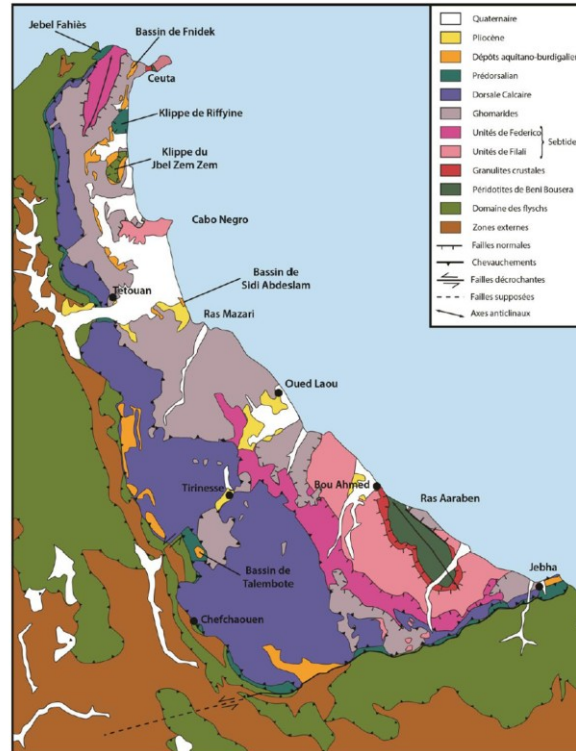 Jebel Fahiès
Bassin de Fnidek
Ceuta
Klippe de Riffyine
Klippe du
Jbel Zem Zem
Cabo Negro
Tetouan
Bassin de
Sidi Abdeslam
Ras Mazari
Oued Laou
Tirinesse
Bou Ahmed
Ras Aaraben
Bassin de
Talembote
Jebha
Chefchaouen
Quaternaire
Pliocène
Dépôts aquitano-burdigalien
Prédorsalian
Dorsale Calcaire
Ghomarides
Unités de Federico
Unités de Filali
Septide
Granulites crustales
Péridotites de Beni Bousera
Domaine des flyschs
Zones externes
Failles normales
Chevauchements
Failles décrochantes
Failles supposées
Axes anticlinaux